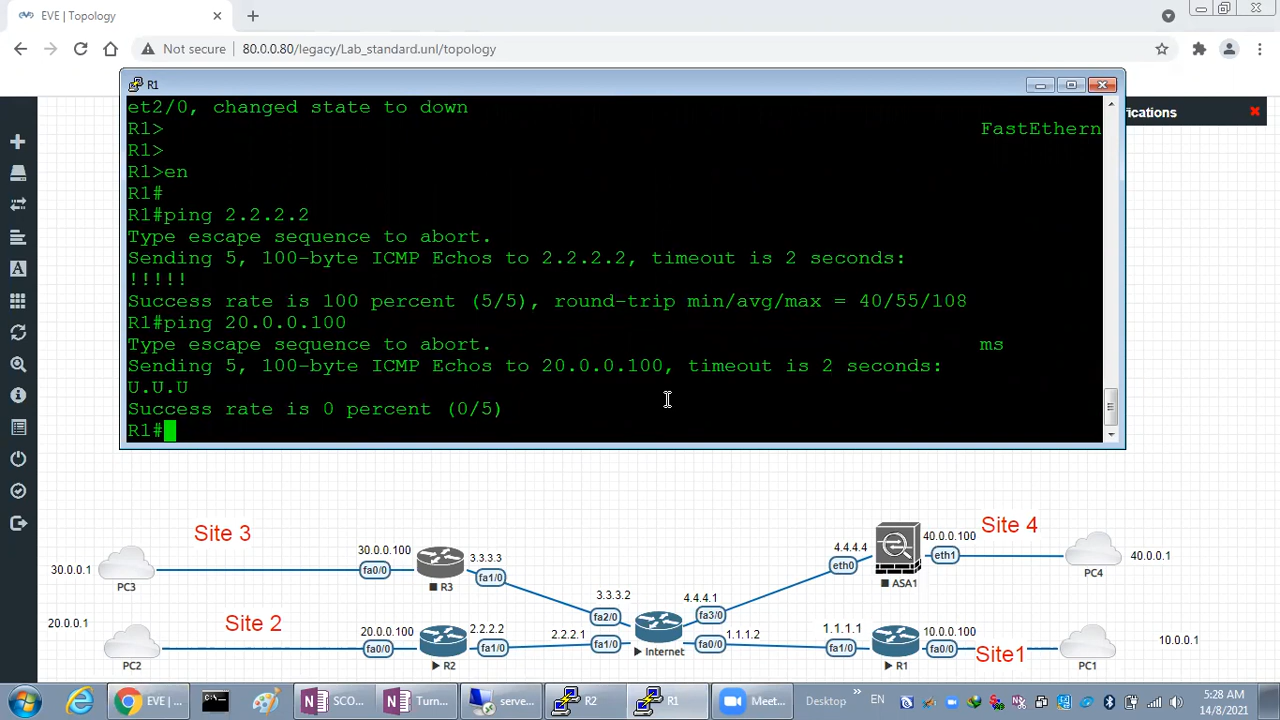 EVE | Topology
Not secure
80.0.0.80/legacy/Lab_standard.unl/topology
R1
ifications
et2/0, changed state to down
R1> FastEthern
R1>
R1>en
R1#
R1#ping 2.2.2.2
Type escape sequence to abort.
Sending 5, 100-byte ICMP Echos to 2.2.2.2, timeout is 2 seconds:
!!!!!
Success rate is 100 percent (5/5), round-trip min/avg/max = 40/55/108
R1#ping 20.0.0.100
Type escape sequence to abort. ms
Sending 5, 100-byte ICMP Echos to 20.0.0.100, timeout is 2 seconds:
U.U.U
Success rate is 0 percent (0/5)
R1#
Site 3
Site 4
30.0.0.100
3.3.3.3
4.4.4.4
40.0.0.100
30.0.0.1
fa0/0
fa1/0
eth0
eth1
40.0.0.1
PC3
R3
ASA1
PC4
3.3.3.2
4.4.4.1
Site 2
fa2/0
fa3/0
20.0.0.1
20.0.0.100
2.2.2.2
2.2.2.1
1.1.1.2
1.1.1.1
10.0.0.100
10.0.0.1
fa0/0
fa1/0
fa1/0
fa0/0
fa1/0
fa0/0
Site1
PC2
R2
Internet
R1
PC1
EVE | ...
SCO...
Turn...
serve...
R2
R1
Meet...
Desktop
EN
5:28 AM
14/8/2021